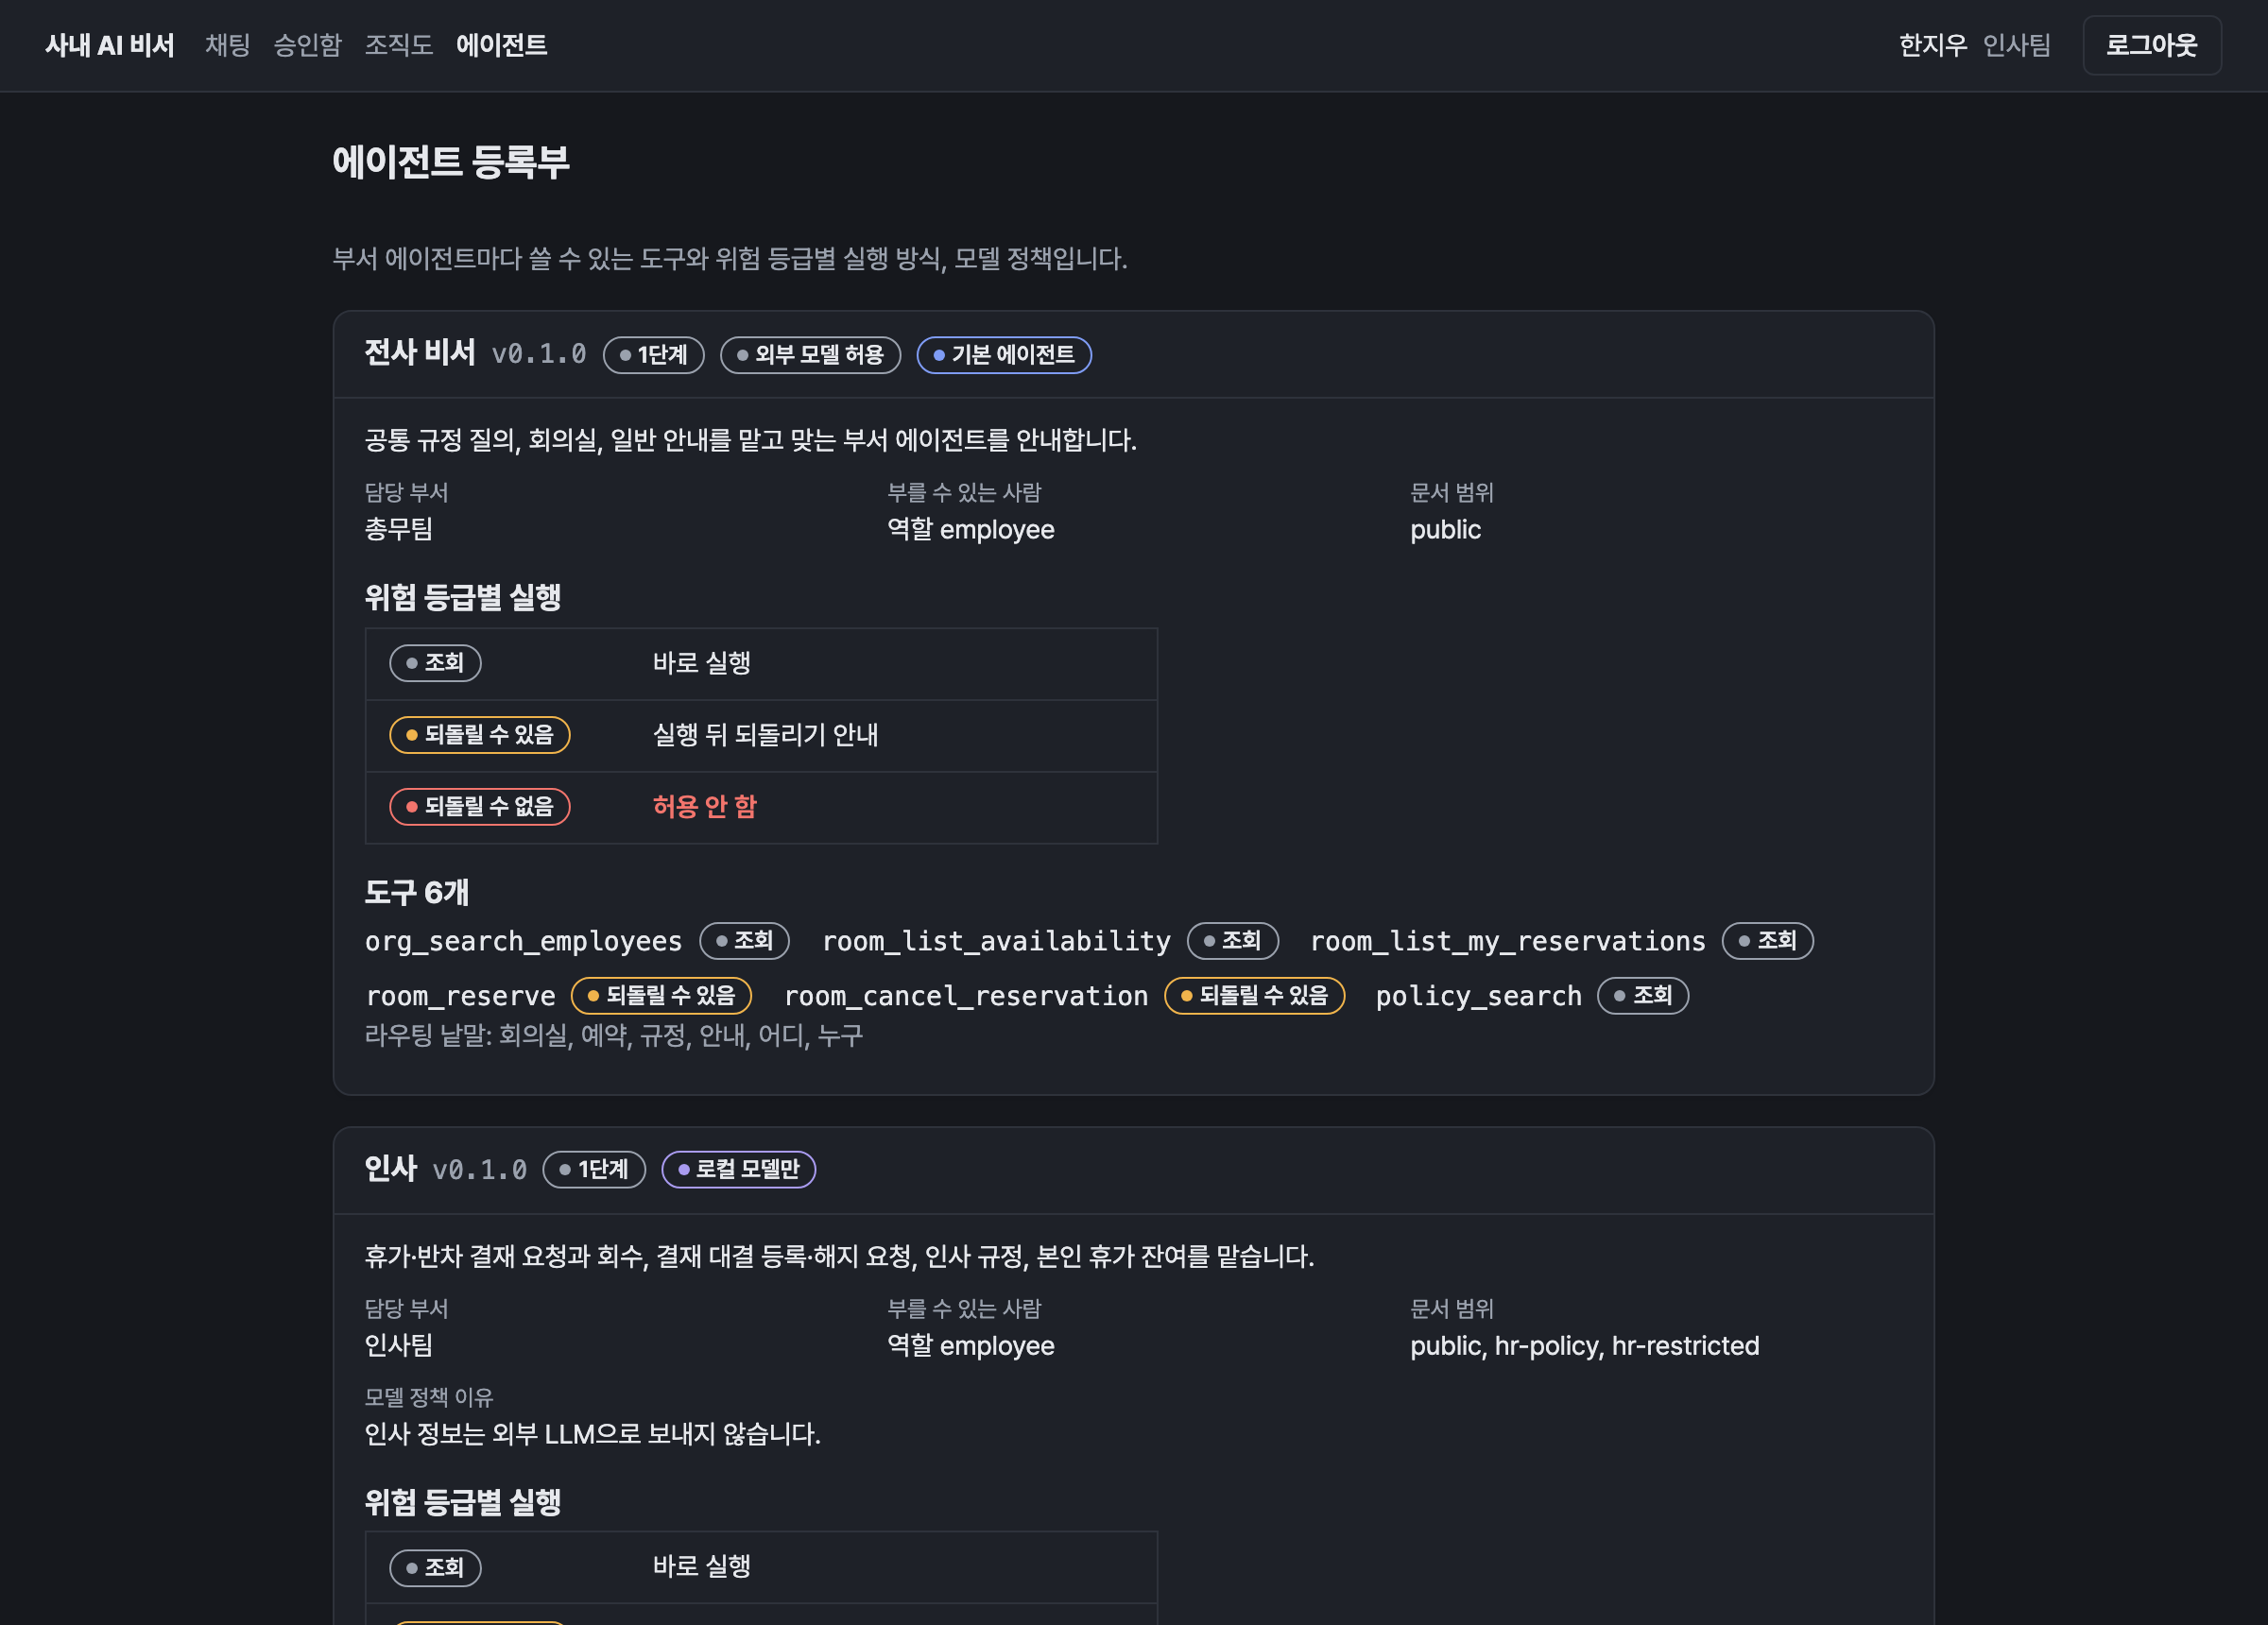 사내 AI 비서 채팅 승인함 조직도 에이전트 한지우 인사팀 로그아웃
에이전트 등록부
부서 에이전트마다 쓸 수 있는 도구와 위험 등급별 실행 방식, 모델 정책입니다.
전사 비서 v0.1.0 1단계 외부 모델 허용 기본 에이전트
공통 규정 질의, 회의실, 일반 안내를 맡고 맞는 부서 에이전트를 안내합니다.
담당 부서 부를 수 있는 사람 문서 범위
총무팀 역할 employee public
위험 등급별 실행
조회 바로 실행
되돌릴 수 있음 실행 뒤 되돌리기 안내
되돌릴 수 없음 허용 안 함
도구 6개
org_search_employees 조회 room_list_availability 조회 room_list_my_reservations 조회
room_reserve 되돌릴 수 있음 room_cancel_reservation 되돌릴 수 있음 policy_search 조회
라우팅 낱말: 회의실, 예약, 규정, 안내, 어디, 누구
인사 v0.1.0 1단계 로컬 모델만
휴가·반차 결재 요청과 회수, 결재 대결 등록·해지 요청, 인사 규정, 본인 휴가 잔여를 맡습니다.
담당 부서 부를 수 있는 사람 문서 범위
인사팀 역할 employee public, hr-policy, hr-restricted
모델 정책 이유
인사 정보는 외부 LLM으로 보내지 않습니다.
위험 등급별 실행
조회 바로 실행